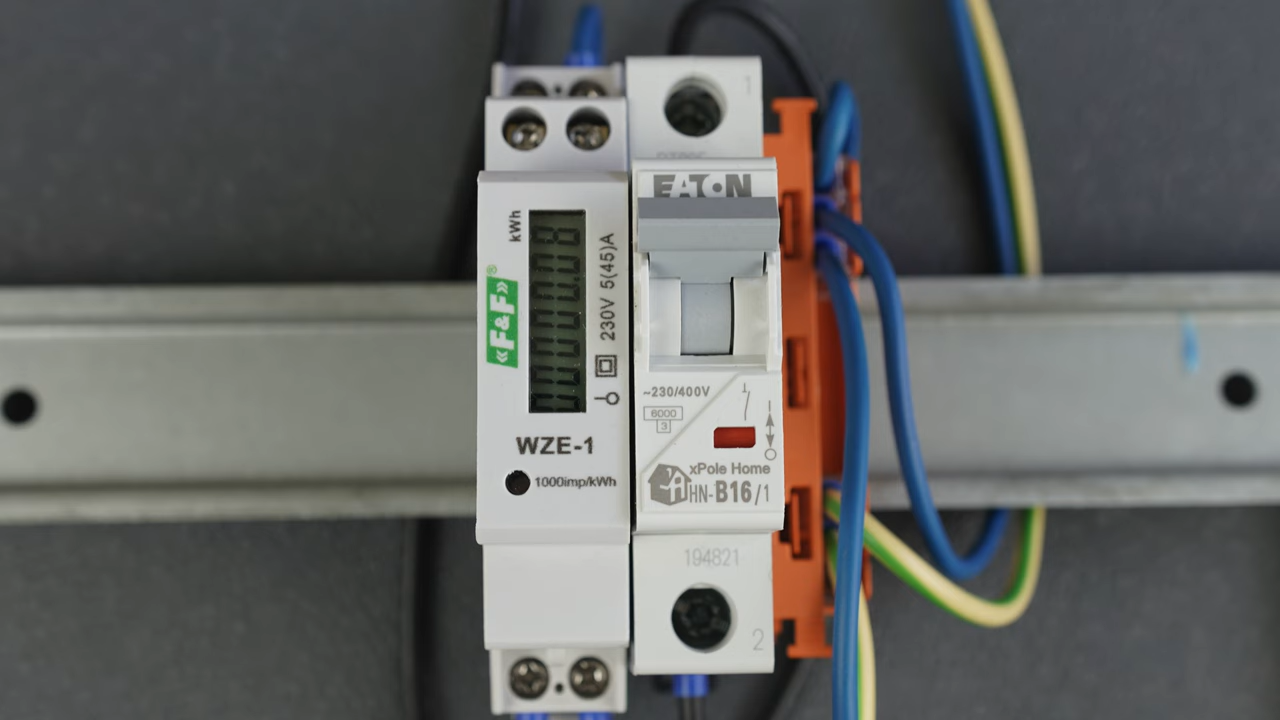 kWh
«F&F»®
230V 5(45)A
WZE-1
1000imp/kWh
1
EATON
~230/400V
6000
3
xPole Home
HN-B16/1
194821
2